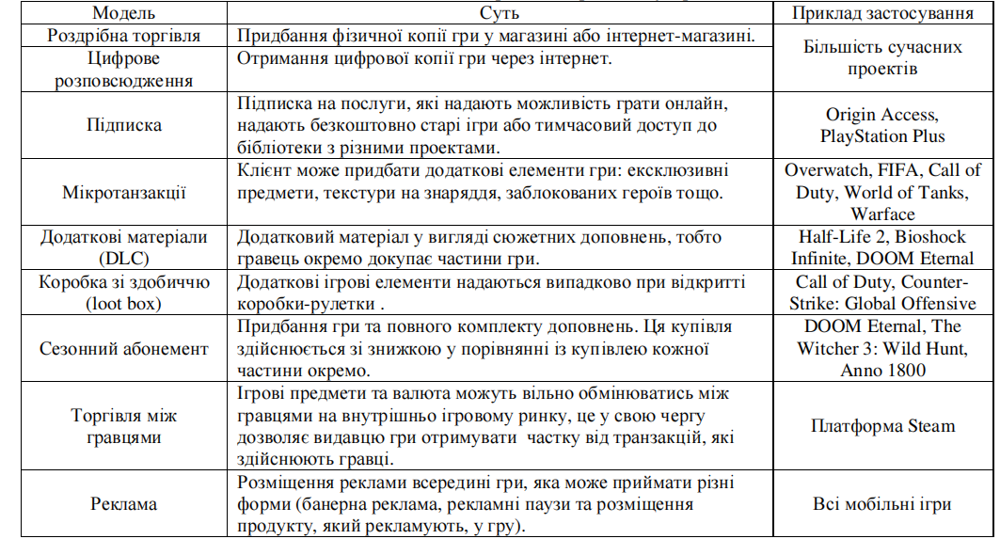 Модель
Суть
Приклад застосування
Роздрібна торгівля
Придбання фізичної копії гри у магазині або інтернет-магазині.
Більшість сучасних
проектів
Цифрове
розповсюдження
Отримання цифрової копії гри через інтернет.
Підписка
Підписка на послуги, які надають можливість грати онлайн,
надають безкоштовно старі ігри або тимчасовий доступ до
бібліотеки з різними проектами.
Origin Access,
PlayStation Plus
Мікротанзакції
Клієнт може придбати додаткові елементи гри: ексклюзивні
предмети, текстури на знаряддя, заблокованих героїв тощо.
Overwatch, FIFA, Call of
Duty, World of Tanks,
Warface
Додаткові матеріали
(DLC)
Додатковий матеріал у вигляді сюжетних доповнень, тобто
гравець окремо докупає частини гри.
Half-Life 2, Bioshock
Infinite, DOOM Eternal
Коробка зі здобиччю
(loot box)
Додаткові ігрові елементи надаються випадково при відкритті
коробки-рулетки .
Call of Duty, Counter-
Strike: Global Offensive
Сезонний абонемент
Придбання гри та повного комплекту доповнень. Ця купівля
здійснюється зі знижкою у порівнянні із купівлею кожної
частини окремо.
DOOM Eternal, The
Witcher 3: Wild Hunt,
Anno 1800
Торгівля між
гравцями
Ігрові предмети та валюта можуть вільно обмінюватись між
гравцями на внутрішньо ігровому ринку, це у свою чергу
дозволяє видавцю гри отримувати частку від транзакцій, які
здійснюють гравці.
Платформа Steam
Реклама
Розміщення реклами всередині гри, яка може приймати різні
форми (банерна реклама, рекламні паузи та розміщення
продукту, який рекламують, у гру).
Всі мобільні ігри